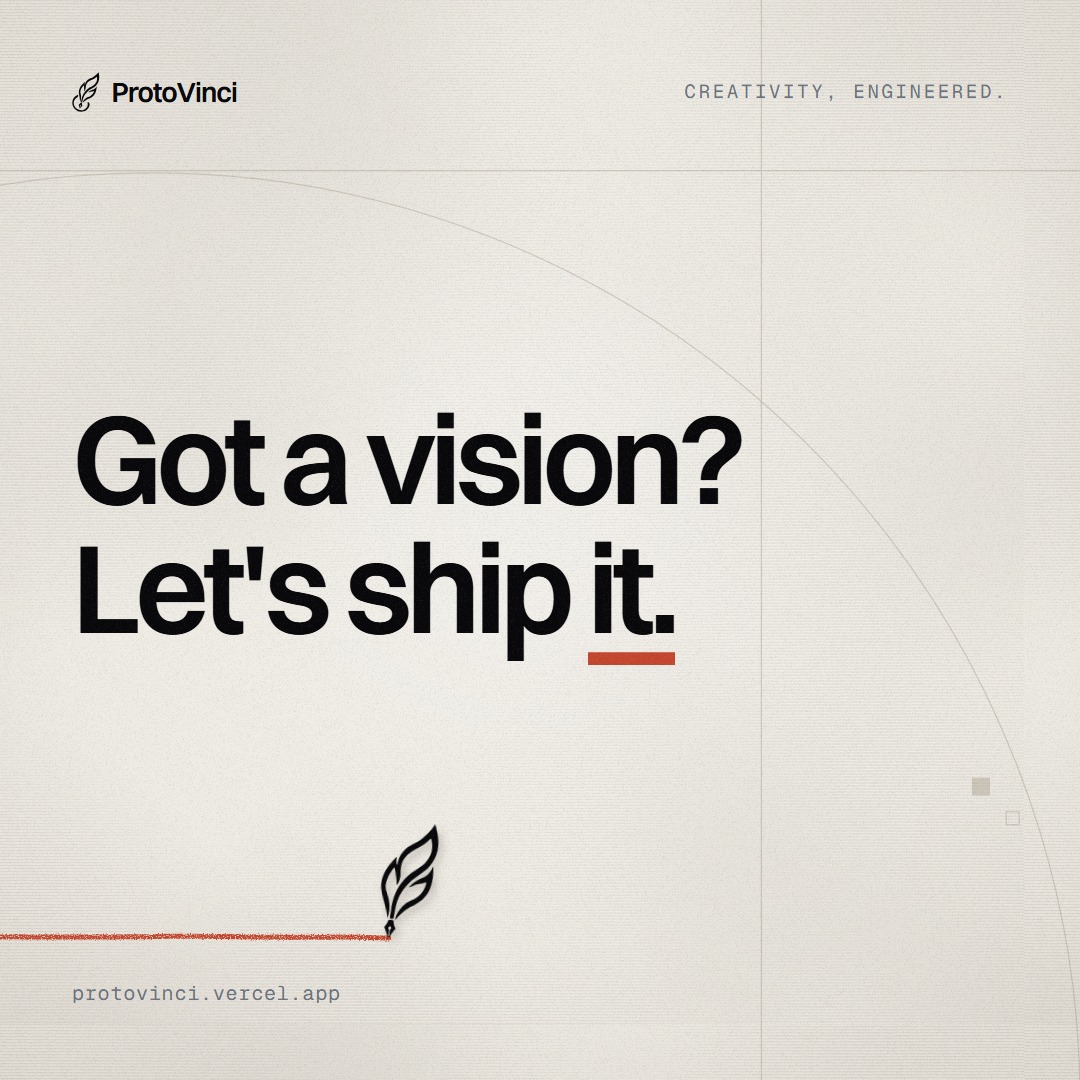 ProtoVinci
CREATIVITY, ENGINEERED.
Got a vision?
Let's ship it.
protovinci.vercel.app